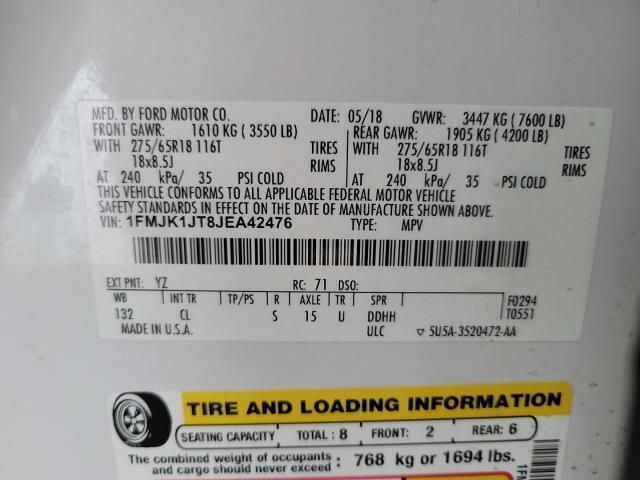 MFD. BY FORD MOTOR CO. DATE: 05/18 GVWR: 3447 KG ( 7600 LB)
FRONT GAWR: 1610 KG ( 3550 LB) REAR GAWR: 1905 KG ( 4200 LB)
WITH 275/65R18 116T TIRES WITH 275/65R18 116T TIRES
18x8.5J RIMS 18x8.5J RIMS
AT 240 kPa/ 35 PSI COLD AT 240 kPa/ 35 PSI COLD
THIS VEHICLE CONFORMS TO ALL APPLICABLE FEDERAL MOTOR VEHICLE
SAFETY STANDARDS IN EFFECT ON THE DATE OF MANUFACTURE SHOWN ABOVE.
VIN: 1FMJK1JT8JEA42476 TYPE: MPV
EXT PNT: YZ RC: 71 DSO:
WB INT TR TP/PS R AXLE TR SPR F0294
132 CL S 15 U DDHH T0551
MADE IN U.S.A. ULC ▽ 5U5A-3520472-AA
TIRE AND LOADING INFORMATION
SEATING CAPACITY TOTAL: 8 FRONT: 2 REAR: 6
The combined weight of occupants and cargo should never exceed : 768 kg or 1694 lbs.